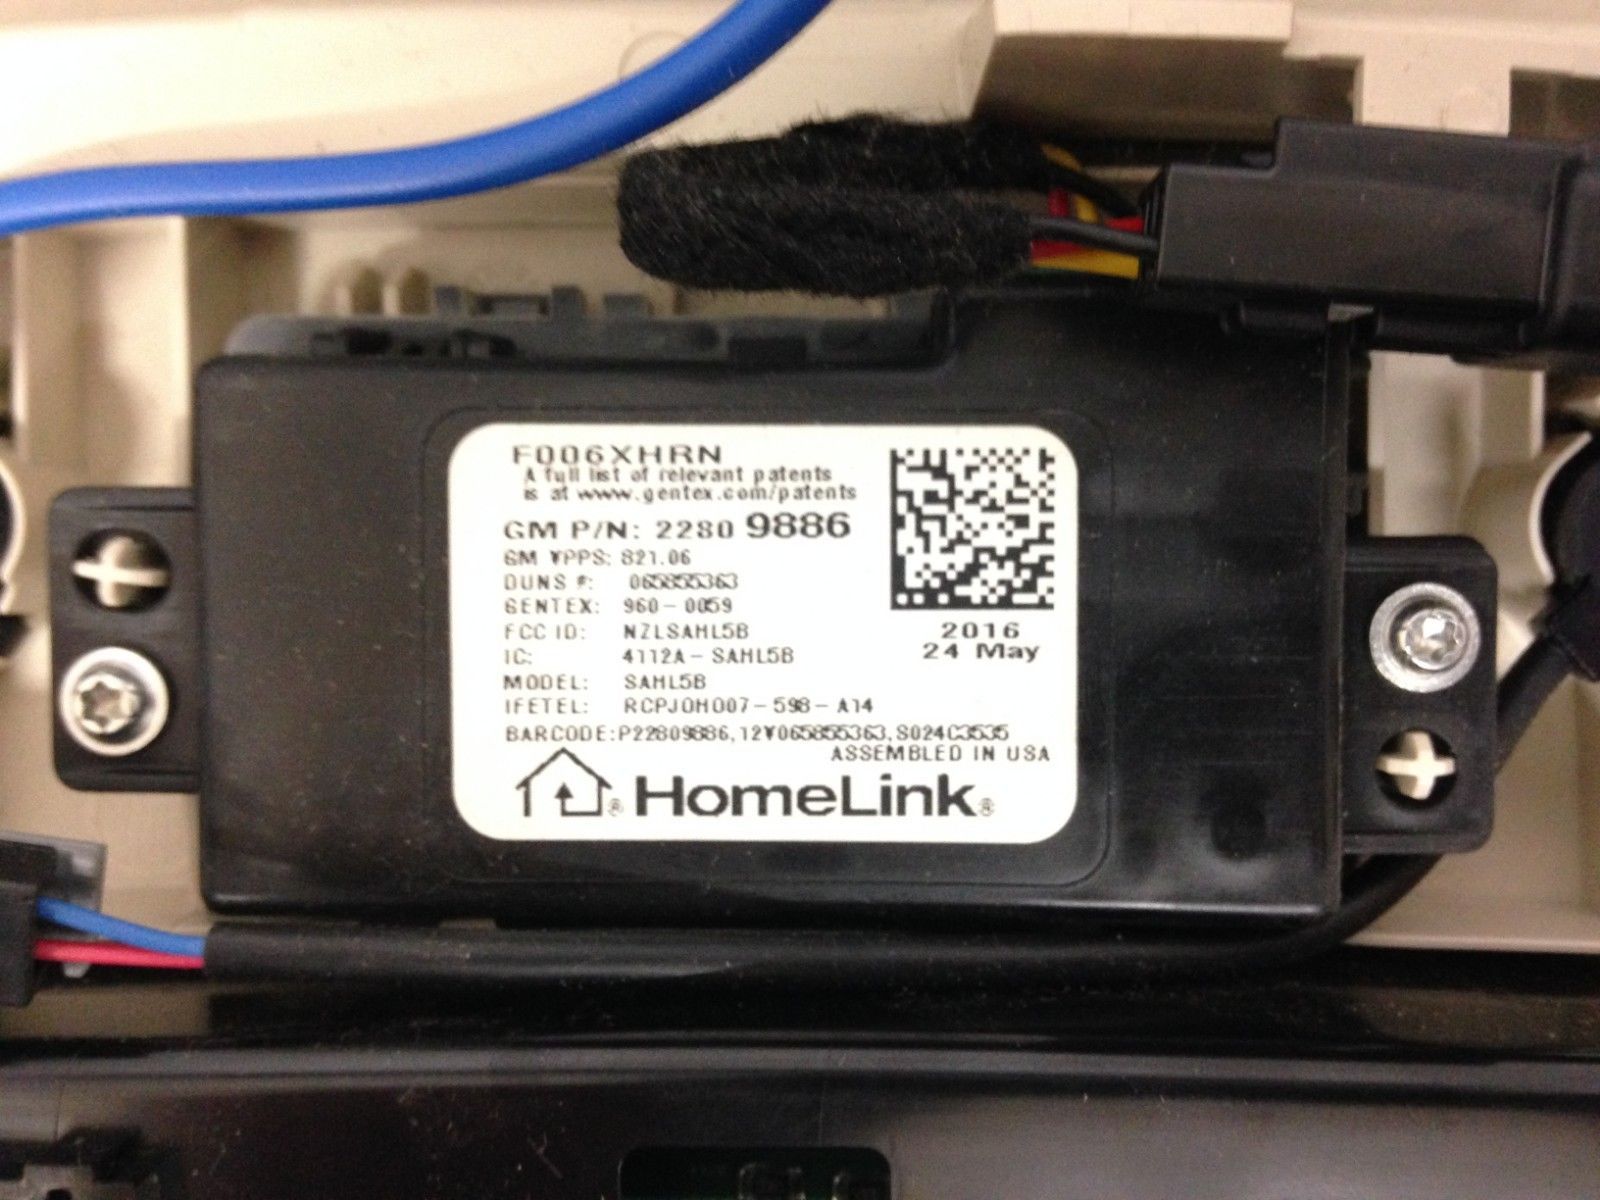 F006XHRN
A full list of relevant patents
is at www.gentex.com/patents
GM P/N: 2280 9886
GM VPPS: 821.06
DUNS #: 065855363
GENTEX: 960-0059
FCC ID: NZLSAHL5B
IC: 4112A-SAHL5B
MODEL: SAHL5B
IFETEL: RCPJOHO07-598-A14
BARCODE:P22809886,12V065855363,S024C3535
2016
24 May
ASSEMBLED IN USA
® HomeLink®